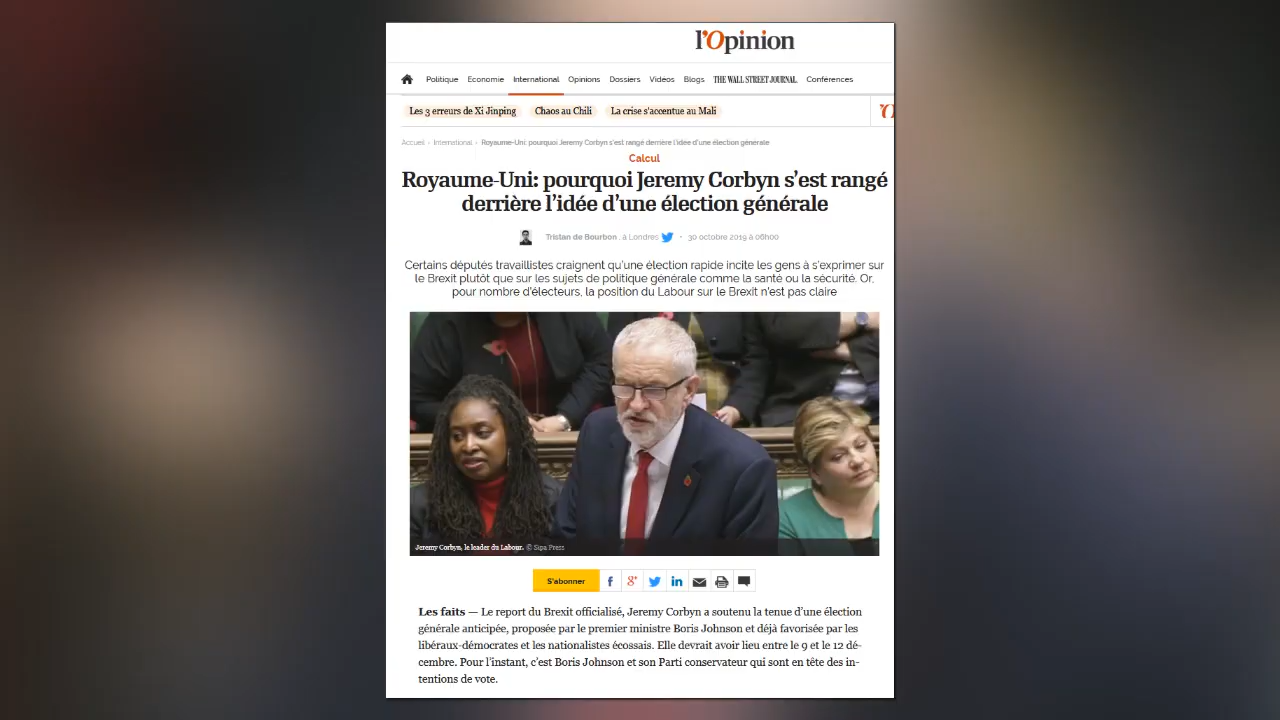 l'Opinion
Politique Economie International Opinions Dossiers Vidéos Blogs THE WALL STREET JOURNAL. Conférences
Les 3 erreurs de Xi Jinping Chaos au Chili La crise s'accentue au Mali
Accueil › International › Royaume-Uni: pourquoi Jeremy Corbyn s'est rangé derrière l'idée d'une élection générale
Calcul
Royaume-Uni: pourquoi Jeremy Corbyn s'est rangé
derrière l'idée d'une élection générale
Tristan de Bourbon , à Londres · 30 octobre 2019 à 06h00
Certains députés travaillistes craignent qu'une élection rapide incite les gens à s'exprimer sur
le Brexit plutôt que sur les sujets de politique générale comme la santé ou la sécurité. Or,
pour nombre d'électeurs, la position du Labour sur le Brexit n'est pas claire
Jeremy Corbyn, le leader du Labour. © Sipa Press
S'abonner
Les faits — Le report du Brexit officialisé, Jeremy Corbyn a soutenu la tenue d'une élection
générale anticipée, proposée par le premier ministre Boris Johnson et déjà favorisée par les
libéraux-démocrates et les nationalistes écossais. Elle devrait avoir lieu entre le 9 et le 12 dé-
cembre. Pour l'instant, c'est Boris Johnson et son Parti conservateur qui sont en tête des in-
tentions de vote.